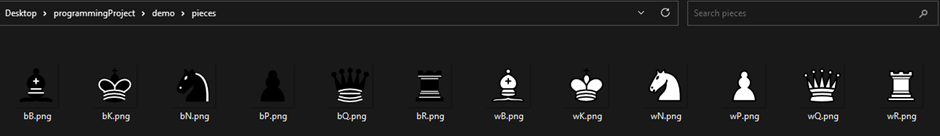 Desktop > programmingProject > demo > pieces Search pieces
bB.png bK.png bN.png bP.png bQ.png bR.png wB.png wK.png wN.png wP.png wQ.png wR.png